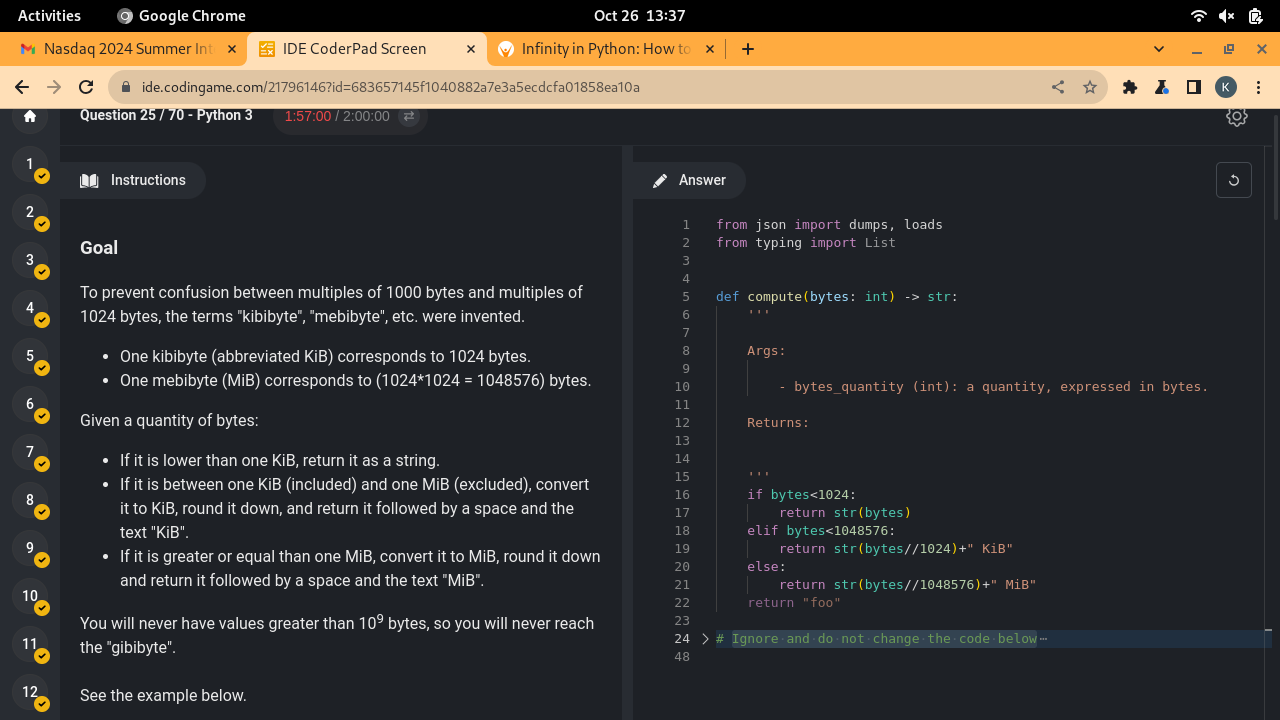 Activities
Google Chrome
Oct 26 13:37
Nasdaq 2024 Summer Int
IDE CoderPad Screen
Infinity in Python: How to
ide.codingame.com/21796146?id=683657145f1040882a7e3a5ecdcfa01858ea10a
K
Question 25 / 70 - Python 3
1:57:00 / 2:00:00
1
2
3
4
5
6
7
8
9
10
11
12
Instructions
Goal
To prevent confusion between multiples of 1000 bytes and multiples of
1024 bytes, the terms "kibibyte", "mebibyte", etc. were invented.
• One kibibyte (abbreviated KiB) corresponds to 1024 bytes.
• One mebibyte (MiB) corresponds to (1024*1024 = 1048576) bytes.
Given a quantity of bytes:
• If it is lower than one KiB, return it as a string.
• If it is between one KiB (included) and one MiB (excluded), convert
it to KiB, round it down, and return it followed by a space and the
text "KiB".
• If it is greater or equal than one MiB, convert it to MiB, round it down
and return it followed by a space and the text "MiB".
You will never have values greater than 10⁹ bytes, so you will never reach
the "gibibyte".
See the example below.
Answer
1 from json import dumps, loads
2 from typing import List
3
4
5 def compute(bytes: int) -> str:
6     '''
7
8     Args:
9
10         - bytes_quantity (int): a quantity, expressed in bytes.
11
12     Returns:
13
14
15     '''
16     if bytes<1024:
17         return str(bytes)
18     elif bytes<1048576:
19         return str(bytes//1024)+" KiB"
20     else:
21         return str(bytes//1048576)+" MiB"
22     return "foo"
23
24 # Ignore·and·do·not·change·the·code·below⋯
48